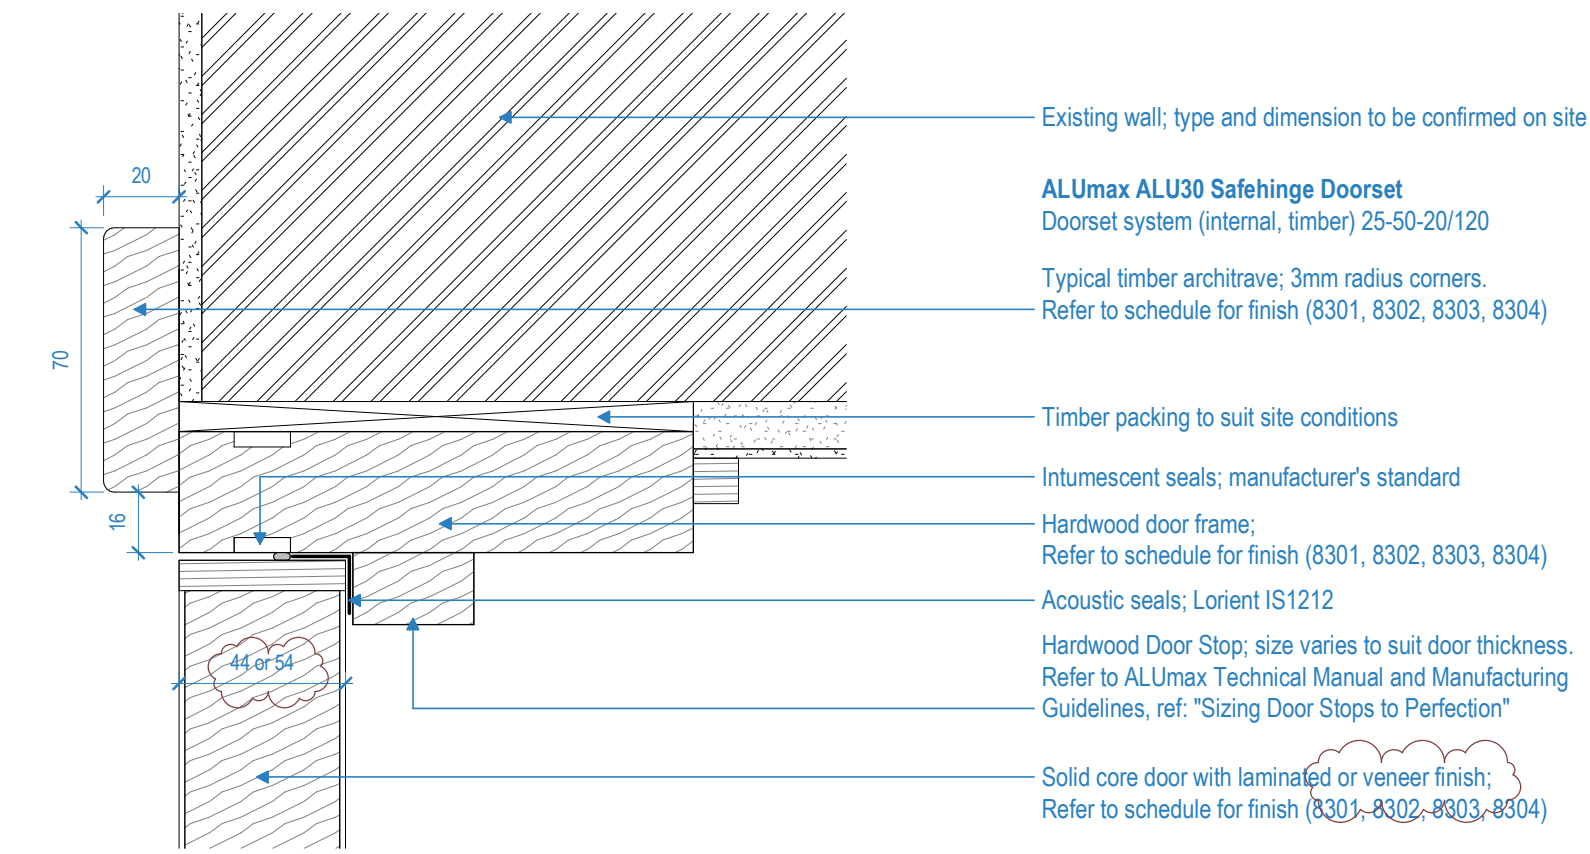 Existing wall; type and dimension to be confirmed on site
20
ALUmax ALU30 Safehinge Doorset
Doorset system (internal, timber) 25-50-20/120
Typical timber architrave; 3mm radius corners.
Refer to schedule for finish (8301, 8302, 8303, 8304)
70
Timber packing to suit site conditions
Intumescent seals; manufacturer's standard
16
Hardwood door frame;
Refer to schedule for finish (8301, 8302, 8303, 8304)
Acoustic seals; Lorient IS1212
Hardwood Door Stop; size varies to suit door thickness.
Refer to ALUmax Technical Manual and Manufacturing
Guidelines, ref: "Sizing Door Stops to Perfection"
44 or 54
Solid core door with laminated or veneer finish;
Refer to schedule for finish (8301, 8302, 8303, 8304)